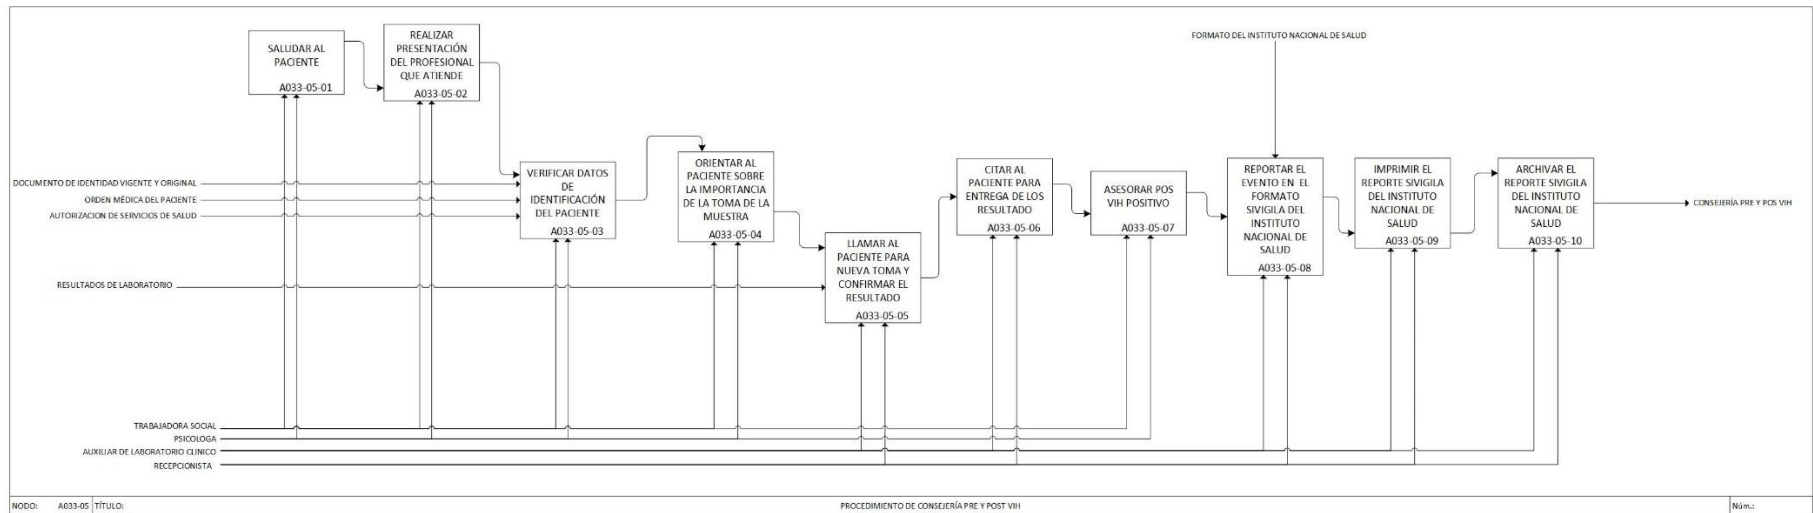 SALUDAR AL
PACIENTE
A033-05-01
REALIZAR
PRESENTACIÓN
DEL PROFESIONAL
QUE ATIENDE
A033-05-02
FORMATO DEL INSTITUTO NACIONAL DE SALUD
DOCUMENTO DE IDENTIDAD VIGENTE Y ORIGINAL
ORDEN MÉDICA DEL PACIENTE
AUTORIZACION DE SERVICIOS DE SALUD
VERIFICAR DATOS
DE
IDENTIFICACIÓN
DEL PACIENTE
A033-05-03
ORIENTAR AL
PACIENTE SOBRE
LA IMPORTANCIA
DE LA TOMA DE LA
MUESTRA
A033-05-04
RESULTADOS DE LABORATORIO
LLAMAR AL
PACIENTE PARA
NUEVA TOMA Y
CONFIRMAR EL
RESULTADO
A033-05-05
CITAR AL
PACIENTE PARA
ENTREGA DE LOS
RESULTADO
A033-05-06
ASESORAR POS
VIH POSITIVO
A033-05-07
REPORTAR EL
EVENTO EN EL
FORMATO
SIVIGILA DEL
INSTITUTO
NACIONAL DE
SALUD
A033-05-08
IMPRIMIR EL
REPORTE SIVIGILA
DEL INSTITUTO
NACIONAL DE
SALUD
A033-05-09
ARCHIVAR EL
REPORTE SIVIGILA
DEL INSTITUTO
NACIONAL DE
SALUD
A033-05-10
CONSEJERÍA PRE Y POS VIH
TRABAJADORA SOCIAL
PSICOLOGA
AUXILIAR DE LABORATORIO CLINICO
RECEPCIONISTA
NODO: A033-05 TÍTULO: PROCEDIMIENTO DE CONSEJERÍA PRE Y POST VIH Núm.: